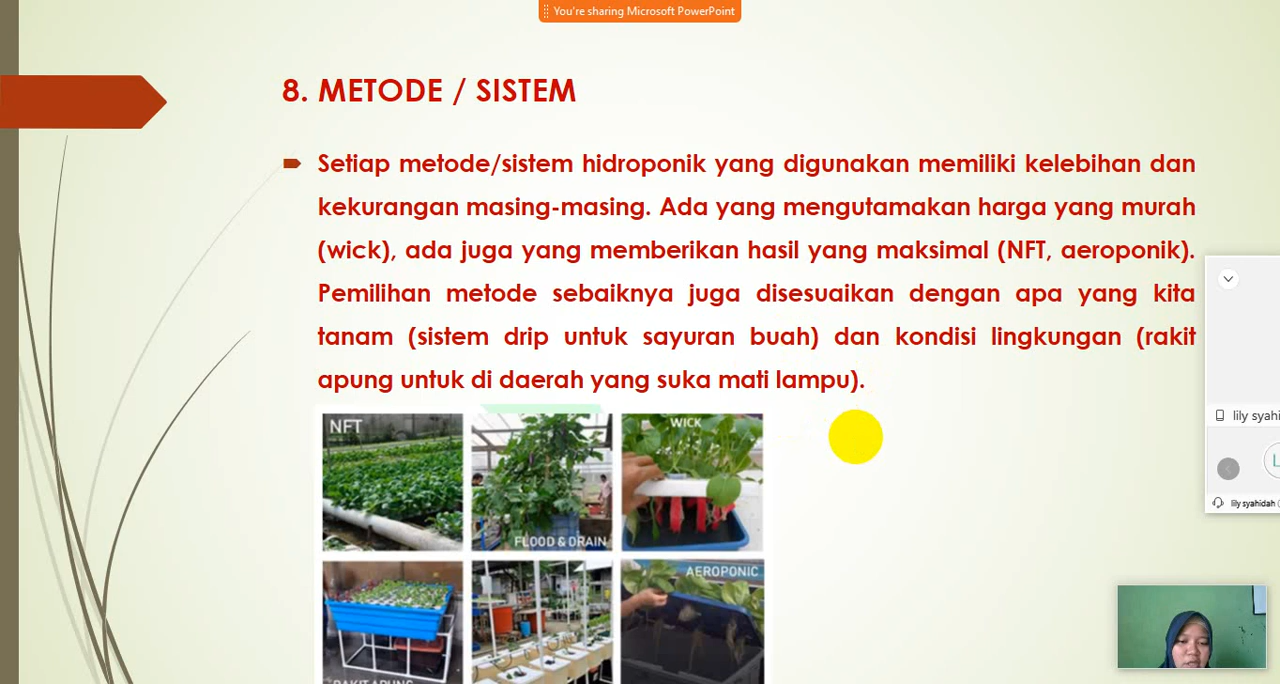 You're sharing Microsoft PowerPoint
8. METODE / SISTEM
Setiap metode/sistem hidroponik yang digunakan memiliki kelebihan dan
kekurangan masing-masing. Ada yang mengutamakan harga yang murah
(wick), ada juga yang memberikan hasil yang maksimal (NFT, aeroponik).
Pemilihan metode sebaiknya juga disesuaikan dengan apa yang kita
tanam (sistem drip untuk sayuran buah) dan kondisi lingkungan (rakit
apung untuk di daerah yang suka mati lampu).
NFT
FLOOD & DRAIN
WICK
RAKIT APUNG
AEROPONIC
lily syahi
L
lily syahidah (